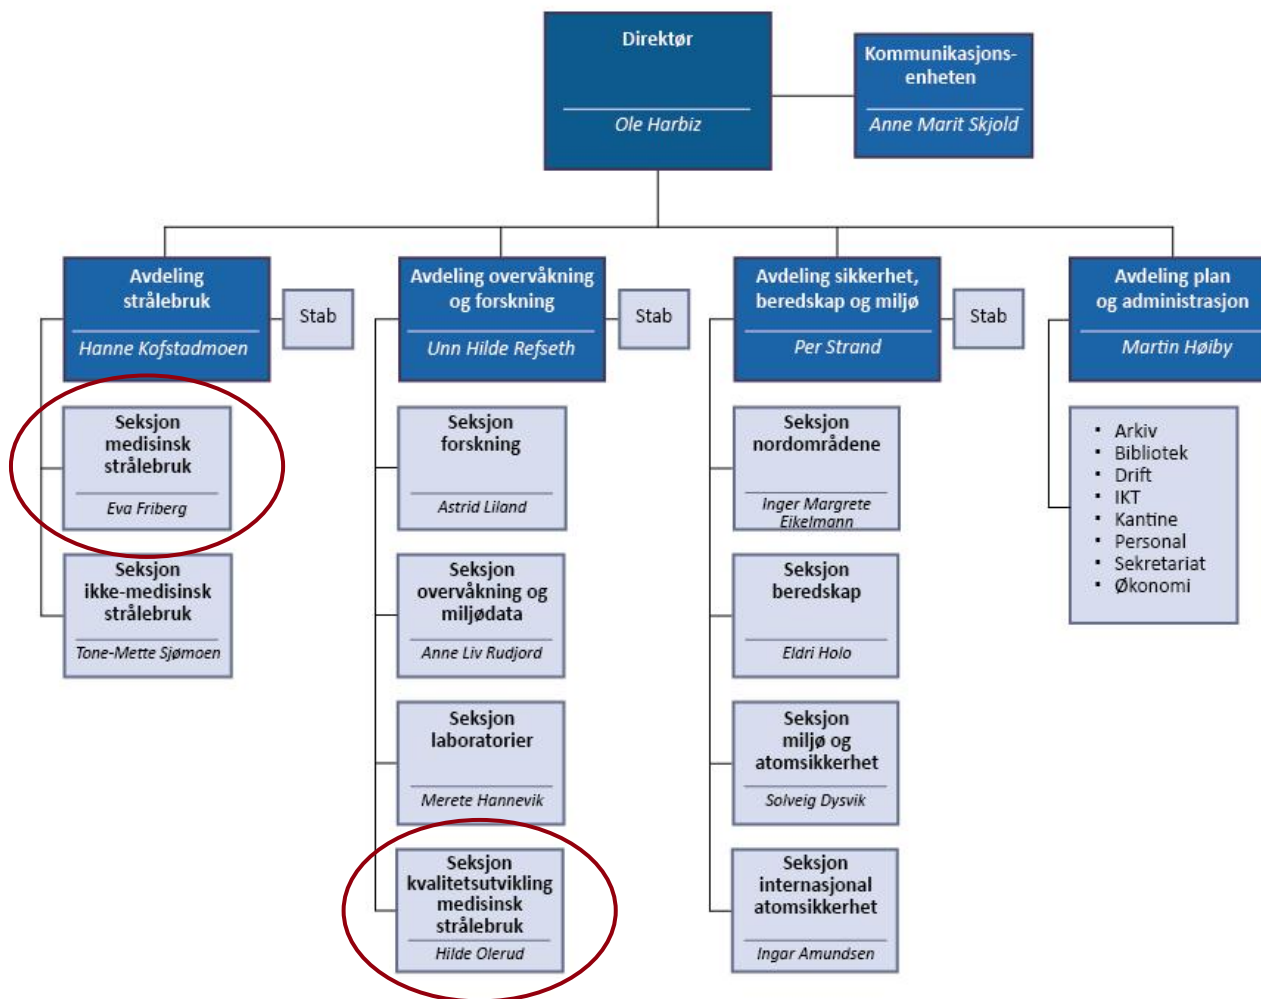 Direktør
Ole Harbiz
Kommunikasjons-
enheten
Anne Marit Skjold
Avdeling
strålebruk
Hanne Kofstadmoen
Stab
Avdeling overvåkning
og forskning
Unn Hilde Refseth
Stab
Avdeling sikkerhet,
beredskap og miljø
Per Strand
Stab
Avdeling plan
og administrasjon
Martin Høiby
Seksjon
medisinsk
strålebruk
Eva Friberg
Seksjon
ikke-medisinsk
strålebruk
Tone-Mette Sjømoen
Seksjon
forskning
Astrid Liland
Seksjon
overvåkning og
miljødata
Anne Liv Rudjord
Seksjon
laboratorier
Merete Hannevik
Seksjon
kvalitetsutvikling
medisinsk
strålebruk
Hilde Olerud
Seksjon
nordområdene
Inger Margrete
Eikelmann
Seksjon
beredskap
Eldri Holo
Seksjon
miljø og
atomsikkerhet
Solveig Dysvik
Seksjon
internasjonal
atomsikkerhet
Ingar Amundsen
▪ Arkiv
▪ Bibliotek
▪ Drift
▪ IKT
▪ Kantine
▪ Personal
▪ Sekretariat
▪ Økonomi